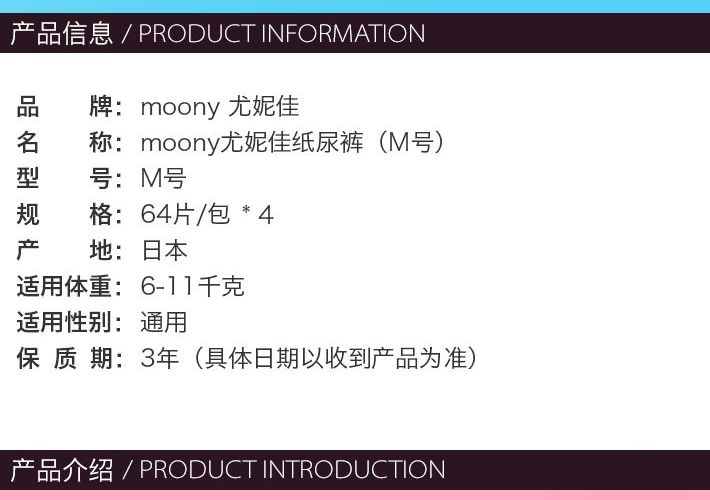 产品信息 / PRODUCT INFORMATION
品 牌： moony 尤妮佳
名 称： moony尤妮佳纸尿裤（M号）
型 号： M号
规 格： 64片/包 * 4
产 地： 日本
适用体重： 6-11千克
适用性别： 通用
保 质 期： 3年（具体日期以收到产品为准）
产品介绍 / PRODUCT INTRODUCTION